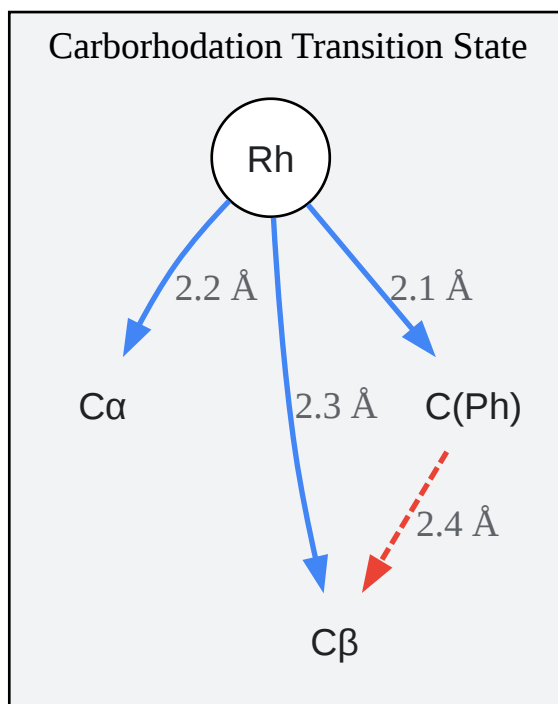 Carborhodation Transition State
Rh
2.2 Å
2.1 Å
Cα
2.3 Å
C(Ph)
2.4 Å
Cβ